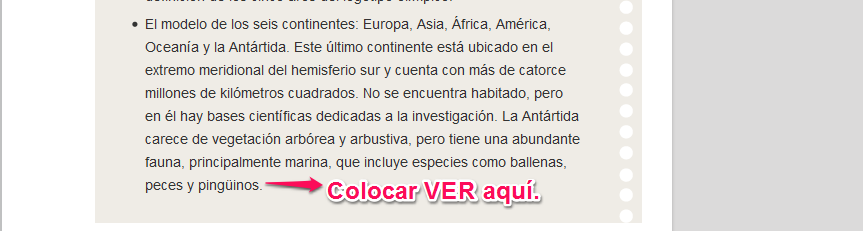 • El modelo de los seis continentes: Europa, Asia, África, América,
Oceanía y la Antártida. Este último continente está ubicado en el
extremo meridional del hemisferio sur y cuenta con más de catorce
millones de kilómetros cuadrados. No se encuentra habitado, pero
en él hay bases científicas dedicadas a la investigación. La Antártida
carece de vegetación arbórea y arbustiva, pero tiene una abundante
fauna, principalmente marina, que incluye especies como ballenas,
peces y pingüinos. Colocar VER aquí.